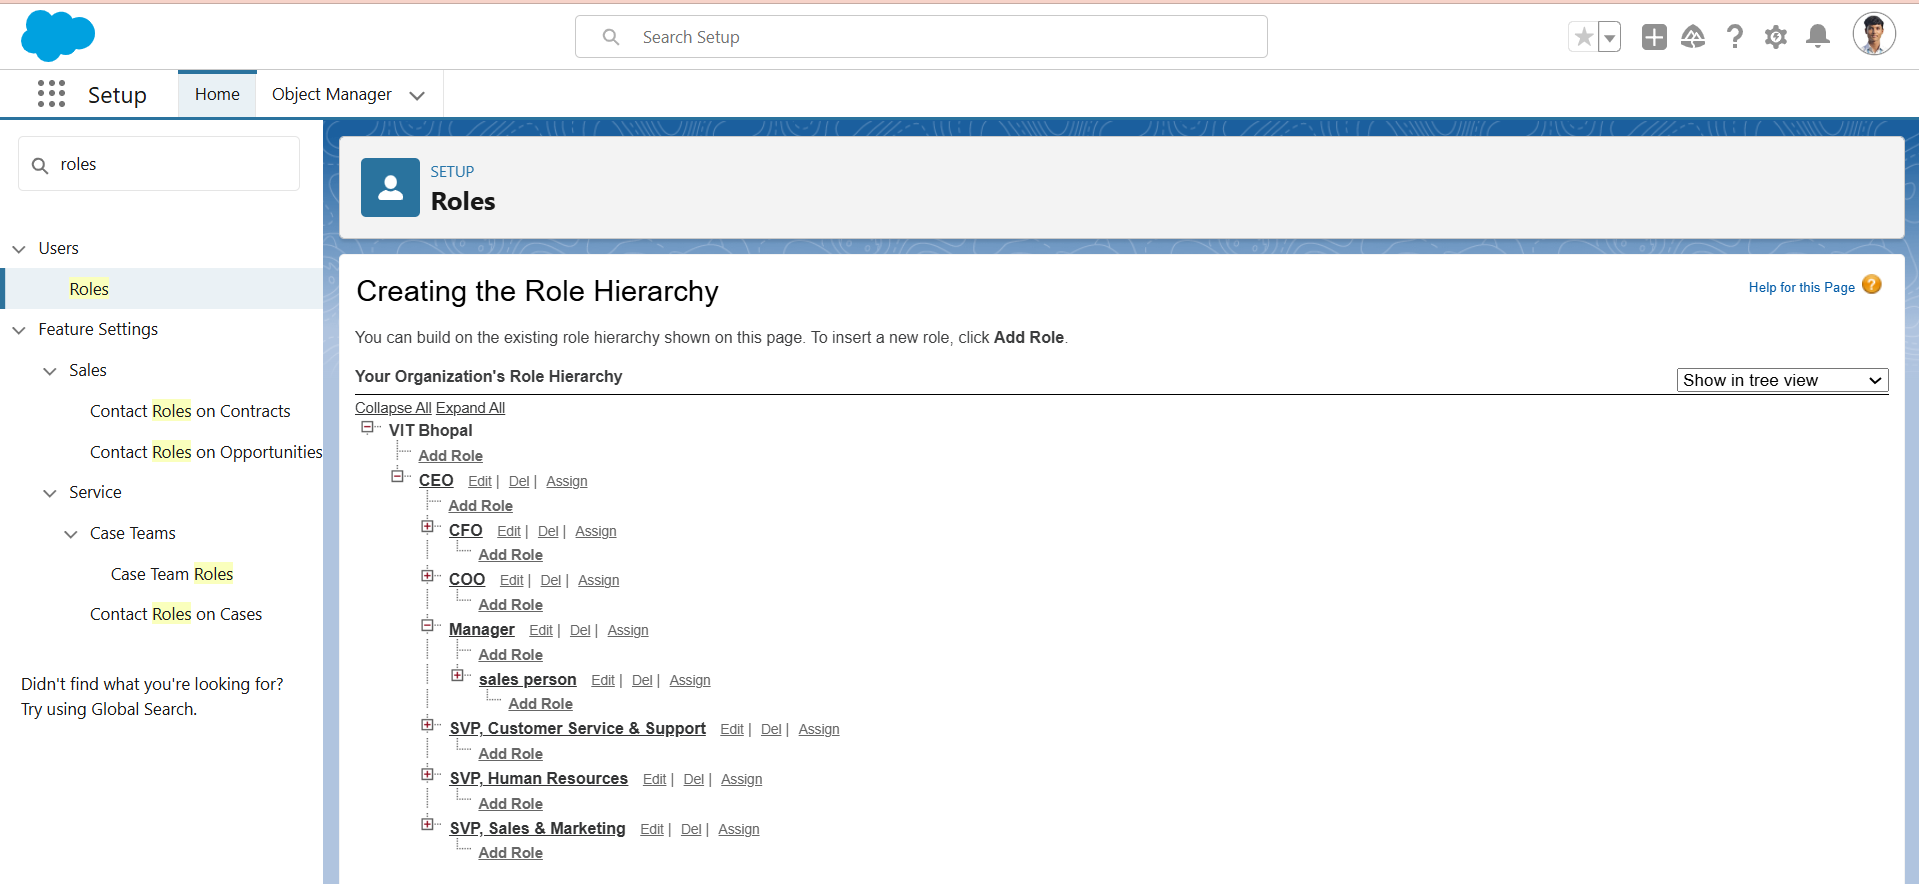 Search Setup
Setup
Home
Object Manager
roles
Users
Roles
Feature Settings
Sales
Contact Roles on Contracts
Contact Roles on Opportunities
Service
Case Teams
Case Team Roles
Contact Roles on Cases
Didn't find what you're looking for?
Try using Global Search.
SETUP
Roles
Creating the Role Hierarchy
Help for this Page ?
You can build on the existing role hierarchy shown on this page. To insert a new role, click Add Role.
Your Organization's Role Hierarchy
Show in tree view
Collapse All Expand All
VIT Bhopal
Add Role
CEO Edit | Del | Assign
Add Role
CFO Edit | Del | Assign
Add Role
COO Edit | Del | Assign
Add Role
Manager Edit | Del | Assign
Add Role
sales person Edit | Del | Assign
Add Role
SVP, Customer Service & Support Edit | Del | Assign
Add Role
SVP, Human Resources Edit | Del | Assign
Add Role
SVP, Sales & Marketing Edit | Del | Assign
Add Role